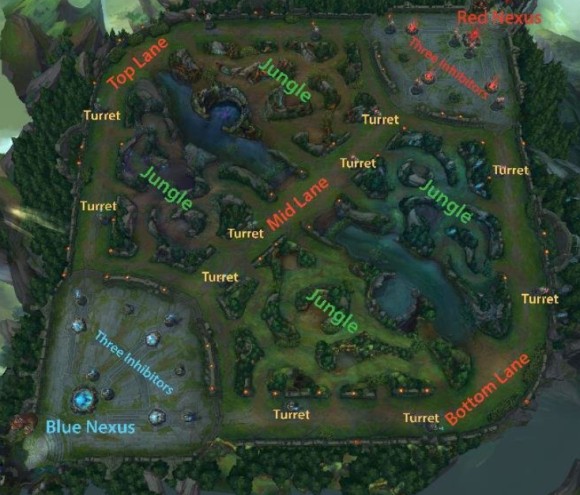 Red Nexus
Top Lane
Three Inhibitors
Jungle
Turret
Turret
Turret
Turret
Jungle
Jungle
Mid Lane
Turret
Turret
Turret
Jungle
Turret
Three Inhibitors
Bottom Lane
Turret
Turret
Blue Nexus